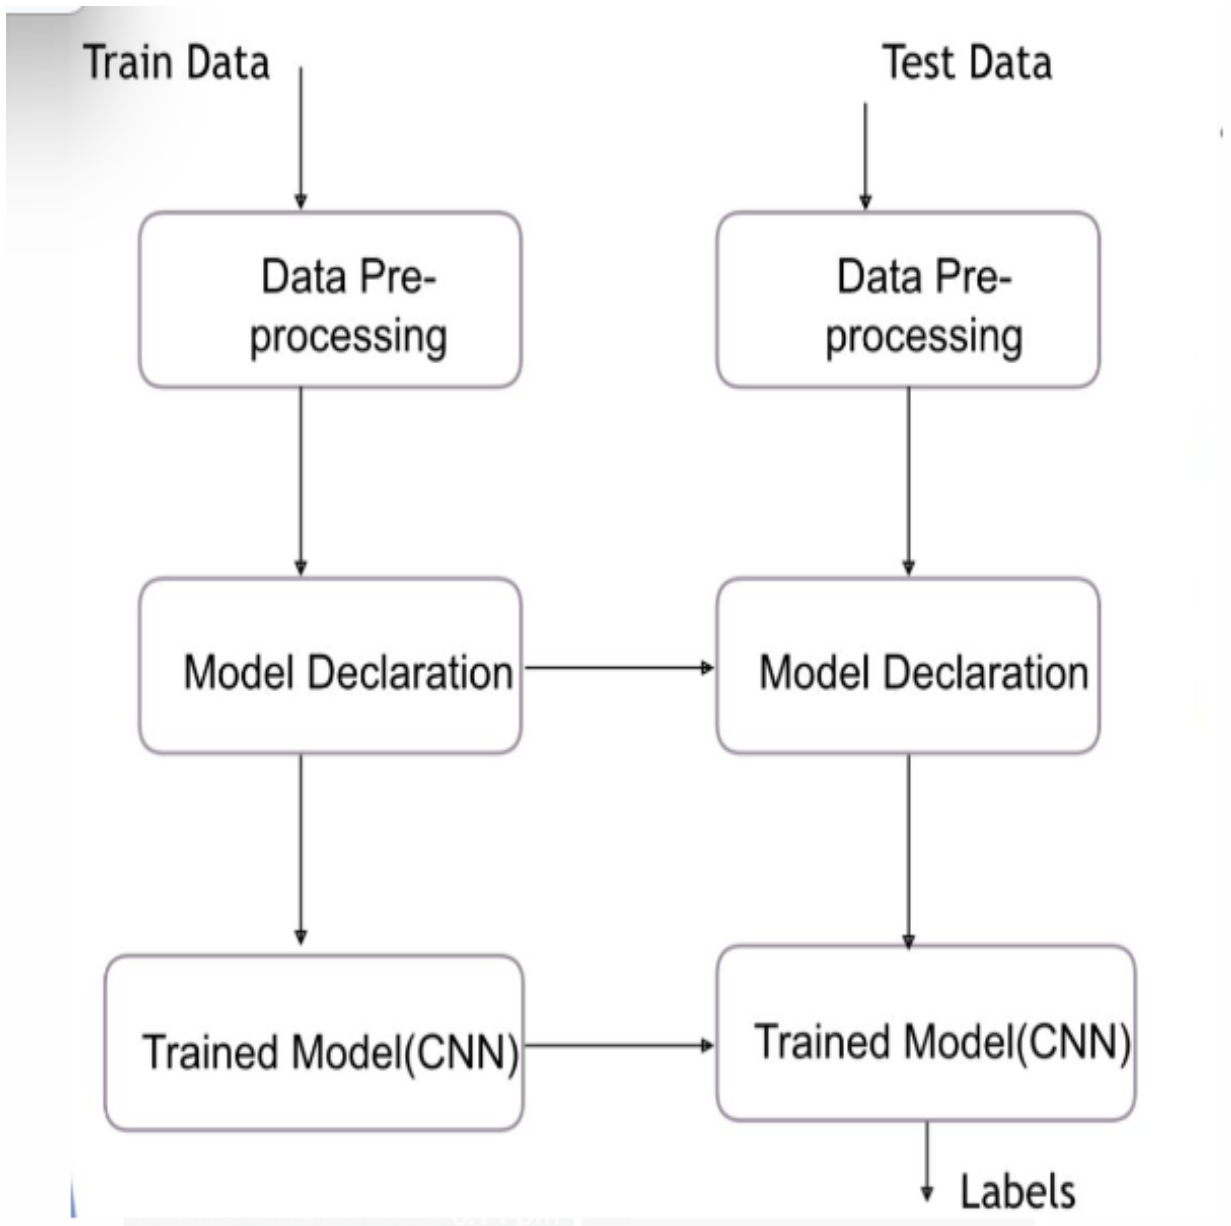 Train Data
Test Data
Data Pre-
processing
Data Pre-
processing
Model Declaration
Model Declaration
Trained Model(CNN)
Trained Model(CNN)
Labels